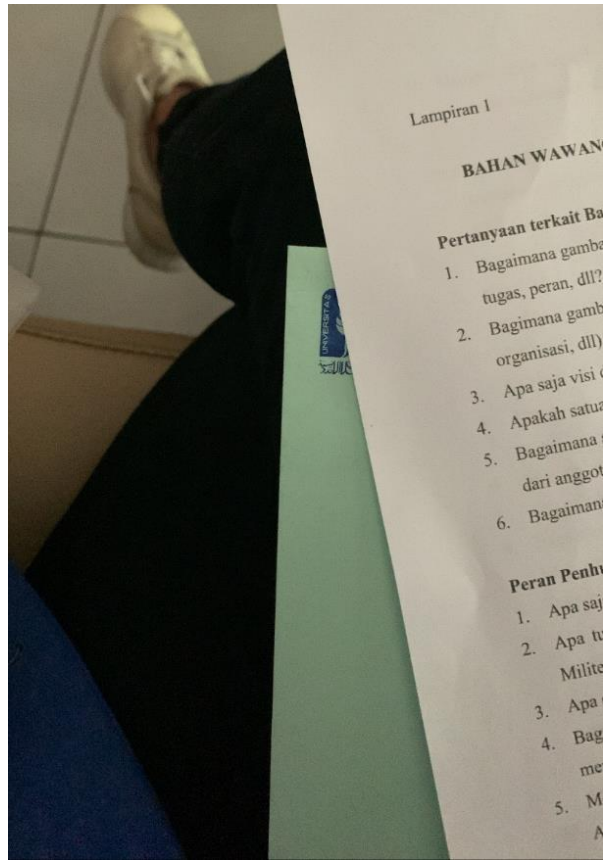 Lampiran 1
BAHAN WAWAN
Pertanyaan terkait Ba
1. Bagaimana gamba
tugas, peran, dll?
2. Bagimana gamb
organisasi, dll)
3. Apa saja visi
4. Apakah satua
5. Bagaimana
dari anggot
6. Bagaiman
Peran Penhu
1. Apa saj
2. Apa tu
Milite
3. Apa
4. Bag
me
5. M
A
UNIVERSITAS